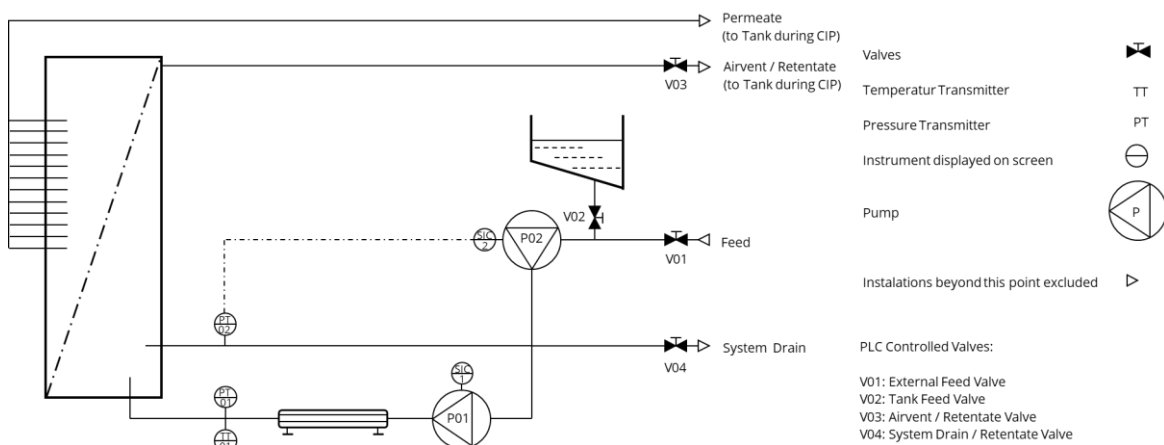 Permeate
(to Tank during CIP)
Airvent / Retentate
(to Tank during CIP)
V03
V02
SIC
2
P02
V01
Feed
PT
02
System Drain
V04
SIC
1
PT
01
P01
TT
Valves
Temperatur Transmitter
TT
Pressure Transmitter
PT
Instrument displayed on screen
Pump
P
Instalations beyond this point excluded
PLC Controlled Valves:
V01: External Feed Valve
V02: Tank Feed Valve
V03: Airvent / Retentate Valve
V04: System Drain / Retentate Valve